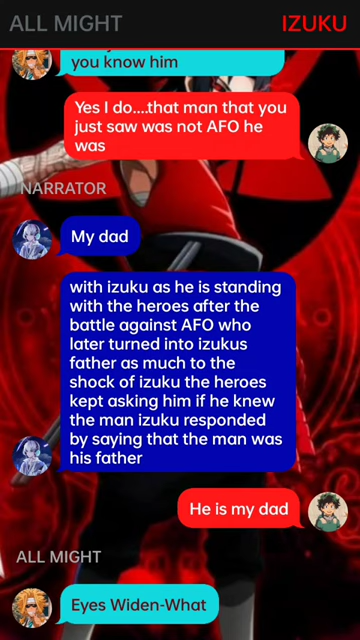 ALL MIGHT IZUKU
you know him
Yes I do....that man that you
just saw was not AFO he
was
NARRATOR
My dad
with izuku as he is standing
with the heroes after the
battle against AFO who
later turned into izukus
father as much to the
shock of izuku the heroes
kept asking him if he knew
the man izuku responded
by saying that the man was
his father
He is my dad
ALL MIGHT
Eyes Widen-What